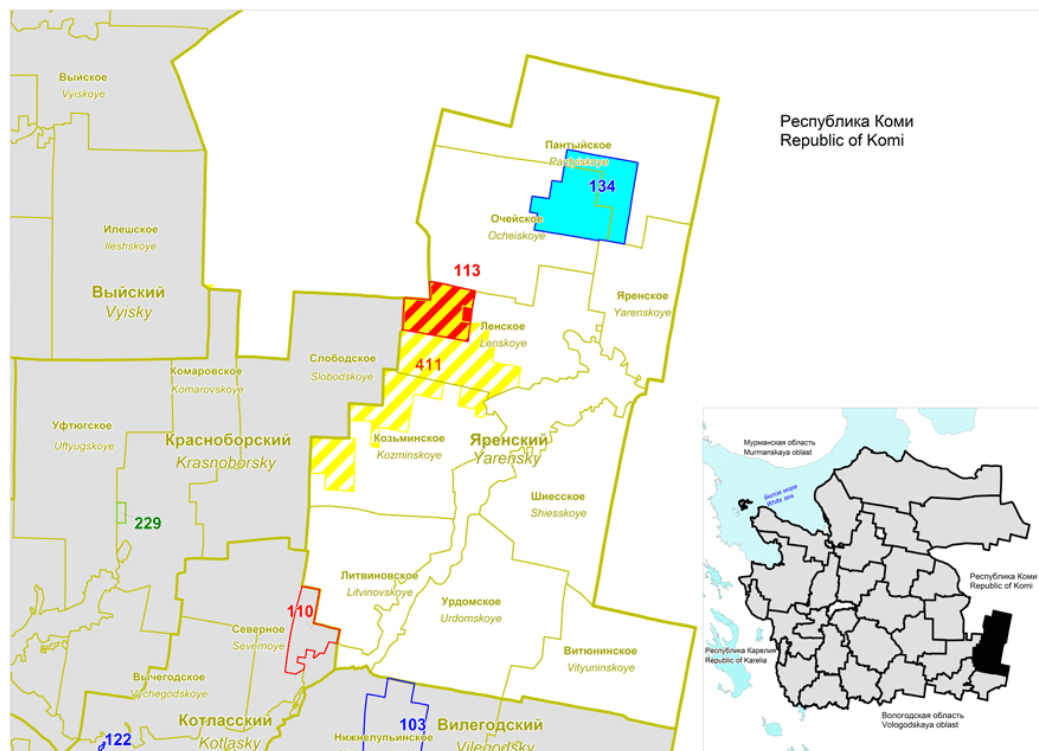 Выйское
Vyiskoye
Республика Коми
Republic of Komi
Пантыйское
Pantyiskoye
134
Очейское
Ocheiskoye
Илешское
Ileshskoye
113
Выйский
Vyisky
Яренское
Yarenskoye
Ленское
Lenskoye
Слободское
Slobodskoye
411
Комаровское
Komarovskoye
Уфтюгское
Uftyugskoye
Красноборский
Krasnoborsky
Козьминское
Kozminskoye
Яренский
Yarensky
Шиесское
Shiesskoye
229
Литвиновское
Litvinovskoye
110
Урдомское
Urdomskoye
Северное
Severnoye
Витюнинское
Vityuninskoye
Вычегодское
Vychegodskoye
Котласский
Kotlasky
122
Нижнелупьинское
103
Вилегодский
Vilegodsky
Мурманская область
Murmanskaya oblast
Белое море
White sea
Республика Коми
Republic of Komi
Республика Карелия
Republic of Karelia
Вологодская область
Vologodskaya oblast